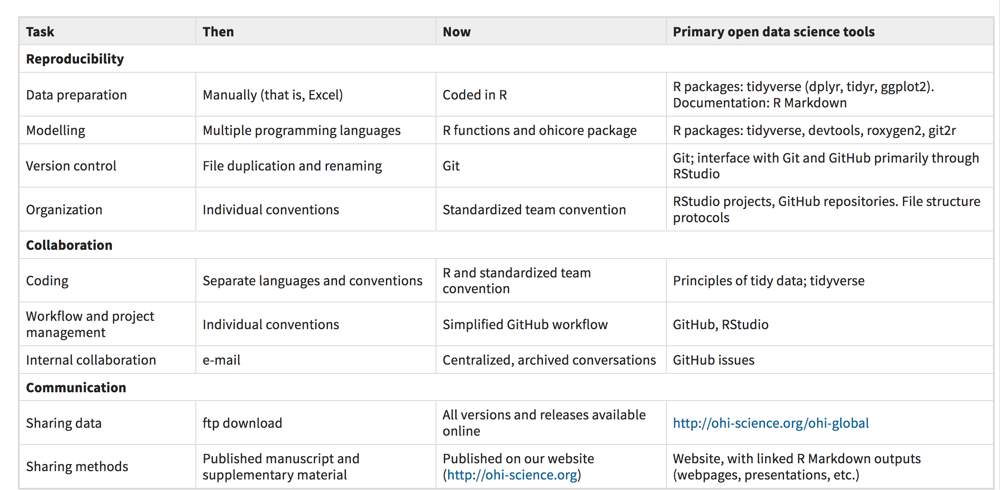 Task Then Now Primary open data science tools
Reproducibility
Data preparation Manually (that is, Excel) Coded in R R packages: tidyverse (dplyr, tidyr, ggplot2).
Documentation: R Markdown
Modelling Multiple programming languages R functions and ohicore package R packages: tidyverse, devtools, roxygen2, git2r
Version control File duplication and renaming Git Git; interface with Git and GitHub primarily through
RStudio
Organization Individual conventions Standardized team convention RStudio projects, GitHub repositories. File structure
protocols
Collaboration
Coding Separate languages and conventions R and standardized team
convention Principles of tidy data; tidyverse
Workflow and project
management Individual conventions Simplified GitHub workflow GitHub, RStudio
Internal collaboration e-mail Centralized, archived conversations GitHub issues
Communication
Sharing data ftp download All versions and releases available
online http://ohi-science.org/ohi-global
Sharing methods Published manuscript and
supplementary material Published on our website
(http://ohi-science.org) Website, with linked R Markdown outputs
(webpages, presentations, etc.)